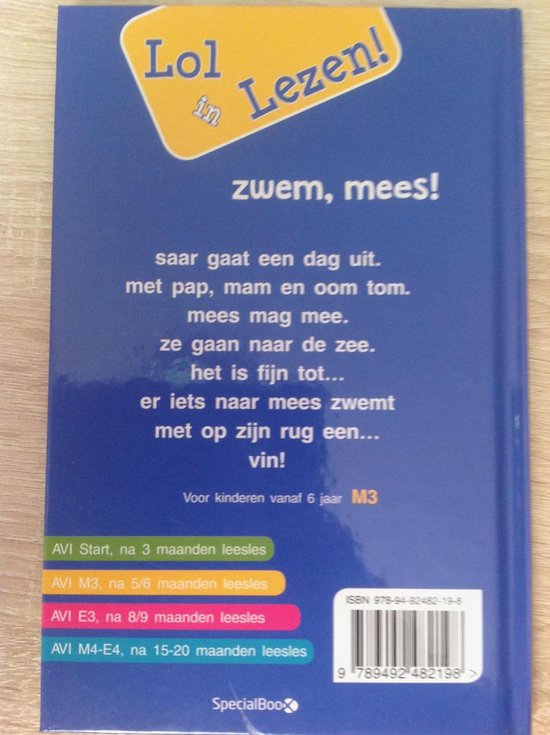 Lol
in
Lezen!
zwem, mees!
saar gaat een dag uit.
met pap, mam en oom tom.
mees mag mee.
ze gaan naar de zee.
het is fijn tot...
er iets naar mees zwemt
met op zijn rug een...
vin!
Voor kinderen vanaf 6 jaar M3
AVI Start, na 3 maanden leesles
AVI M3, na 5/6 maanden leesles
AVI E3, na 8/9 maanden leesles
AVI M4-E4, na 15-20 maanden leesles
ISBN 978-94-92482-19-8
9 789492 482198 >
SpecialBooX